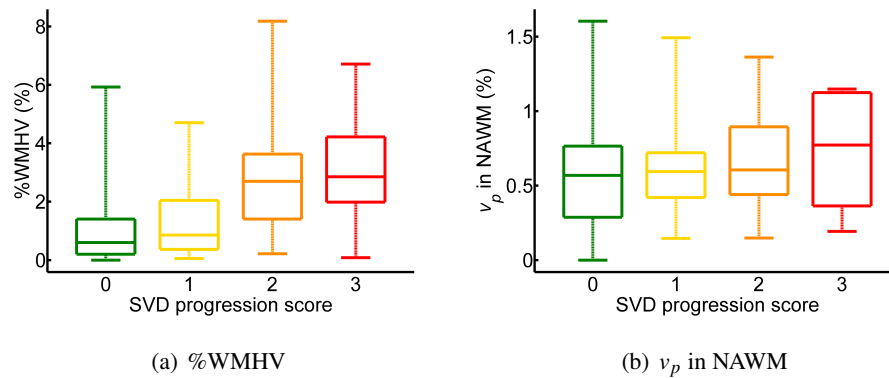 %WMHV (%)
8
6
4
2
0
0 1 2 3
SVD progression score
(a) %WMHV
v_p in NAWM (%)
1.5
1
0.5
0
0 1 2 3
SVD progression score
(b) v_p in NAWM